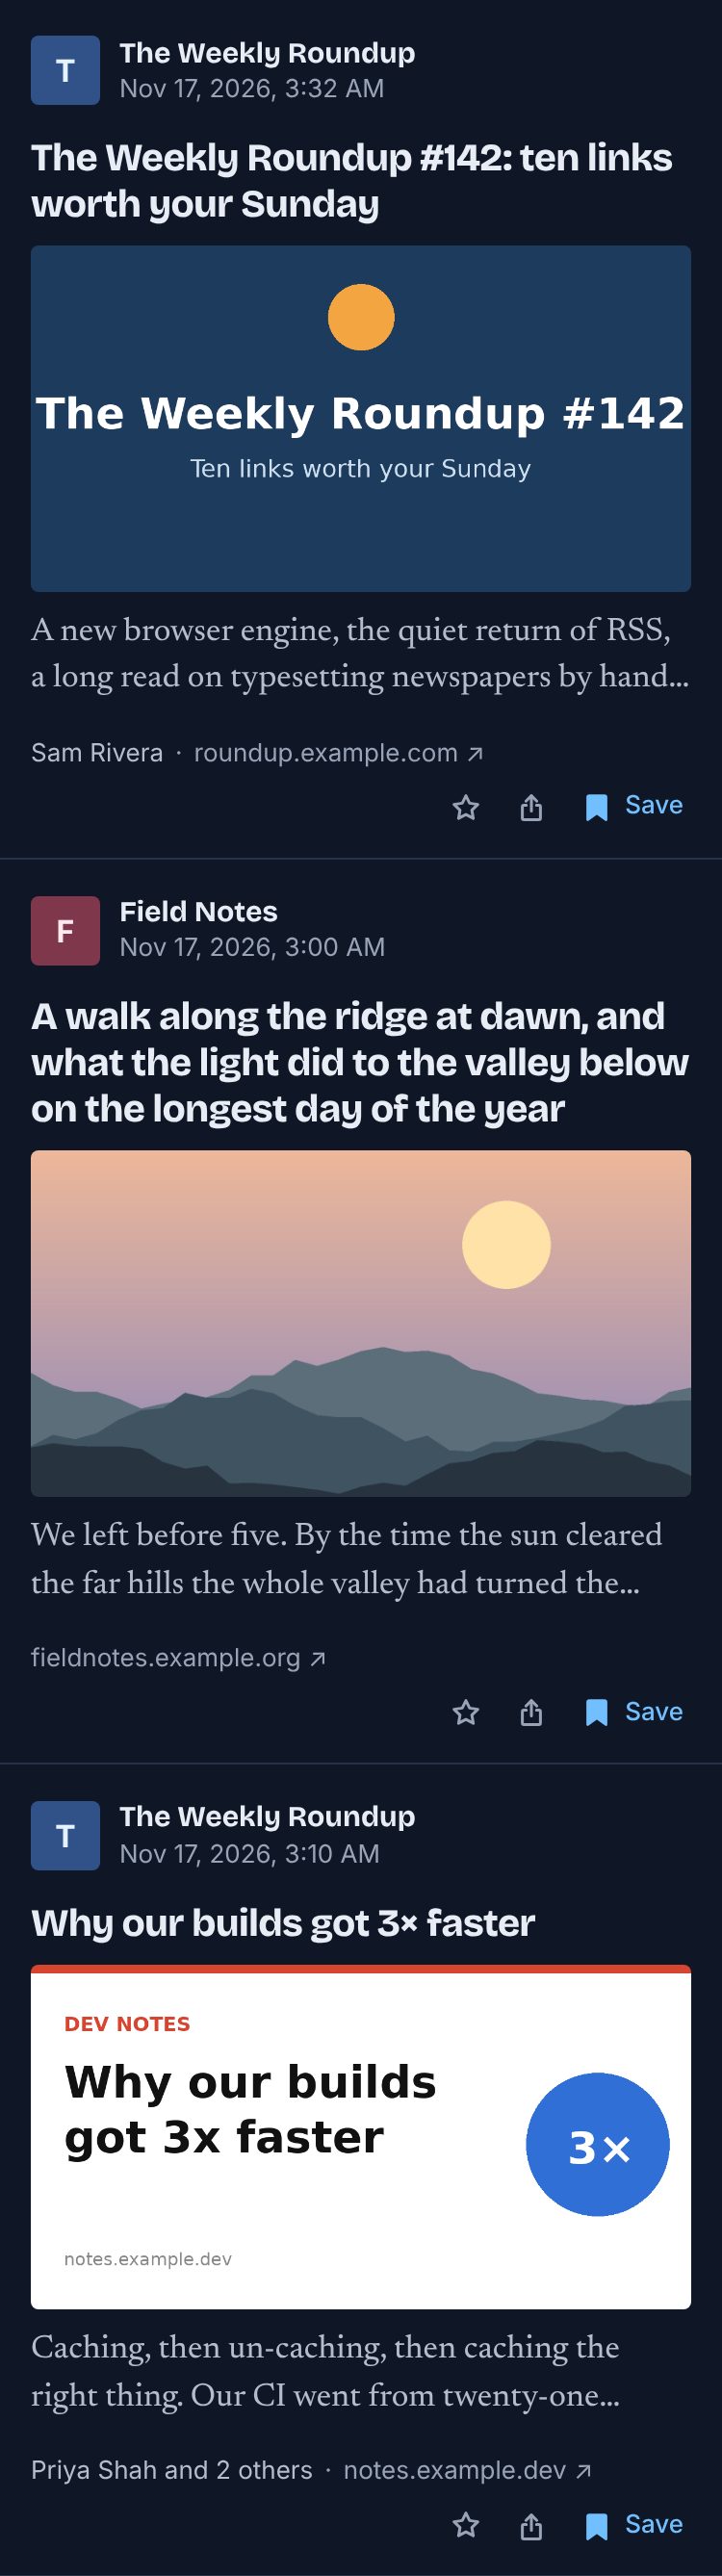 T
The Weekly Roundup
Nov 17, 2026, 3:32 AM
The Weekly Roundup #142: ten links
worth your Sunday
The Weekly Roundup #142
Ten links worth your Sunday
A new browser engine, the quiet return of RSS,
a long read on typesetting newspapers by hand...
Sam Rivera · roundup.example.com ↗
Save
F
Field Notes
Nov 17, 2026, 3:00 AM
A walk along the ridge at dawn, and
what the light did to the valley below
on the longest day of the year
We left before five. By the time the sun cleared
the far hills the whole valley had turned the...
fieldnotes.example.org ↗
Save
T
The Weekly Roundup
Nov 17, 2026, 3:10 AM
Why our builds got 3× faster
DEV NOTES
Why our builds
got 3x faster
3×
notes.example.dev
Caching, then un-caching, then caching the
right thing. Our CI went from twenty-one...
Priya Shah and 2 others · notes.example.dev ↗
Save